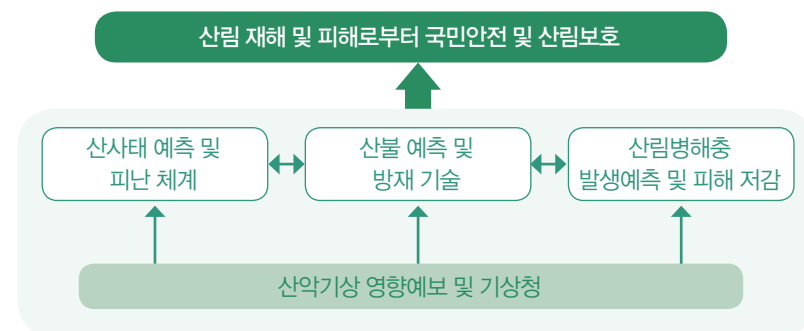 산림 재해 및 피해로부터 국민안전 및 산림보호
산사태 예측 및
피난 체계
산불 예측 및
방재 기술
산림병해충
발생예측 및 피해 저감
산악기상 영향예보 및 기상청